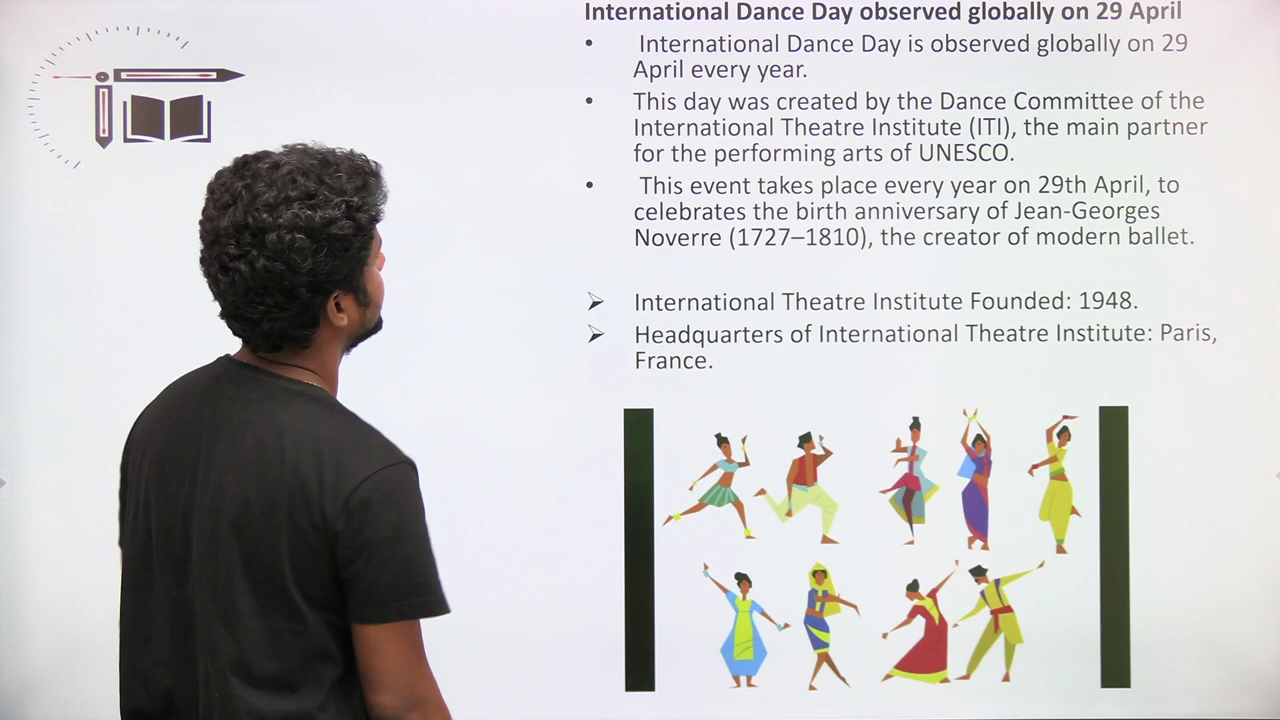 International Dance Day observed globally on 29 April
• International Dance Day is observed globally on 29
April every year.
• This day was created by the Dance Committee of the
International Theatre Institute (ITI), the main partner
for the performing arts of UNESCO.
• This event takes place every year on 29th April, to
celebrates the birth anniversary of Jean-Georges
Noverre (1727–1810), the creator of modern ballet.
➢ International Theatre Institute Founded: 1948.
➢ Headquarters of International Theatre Institute: Paris,
France.